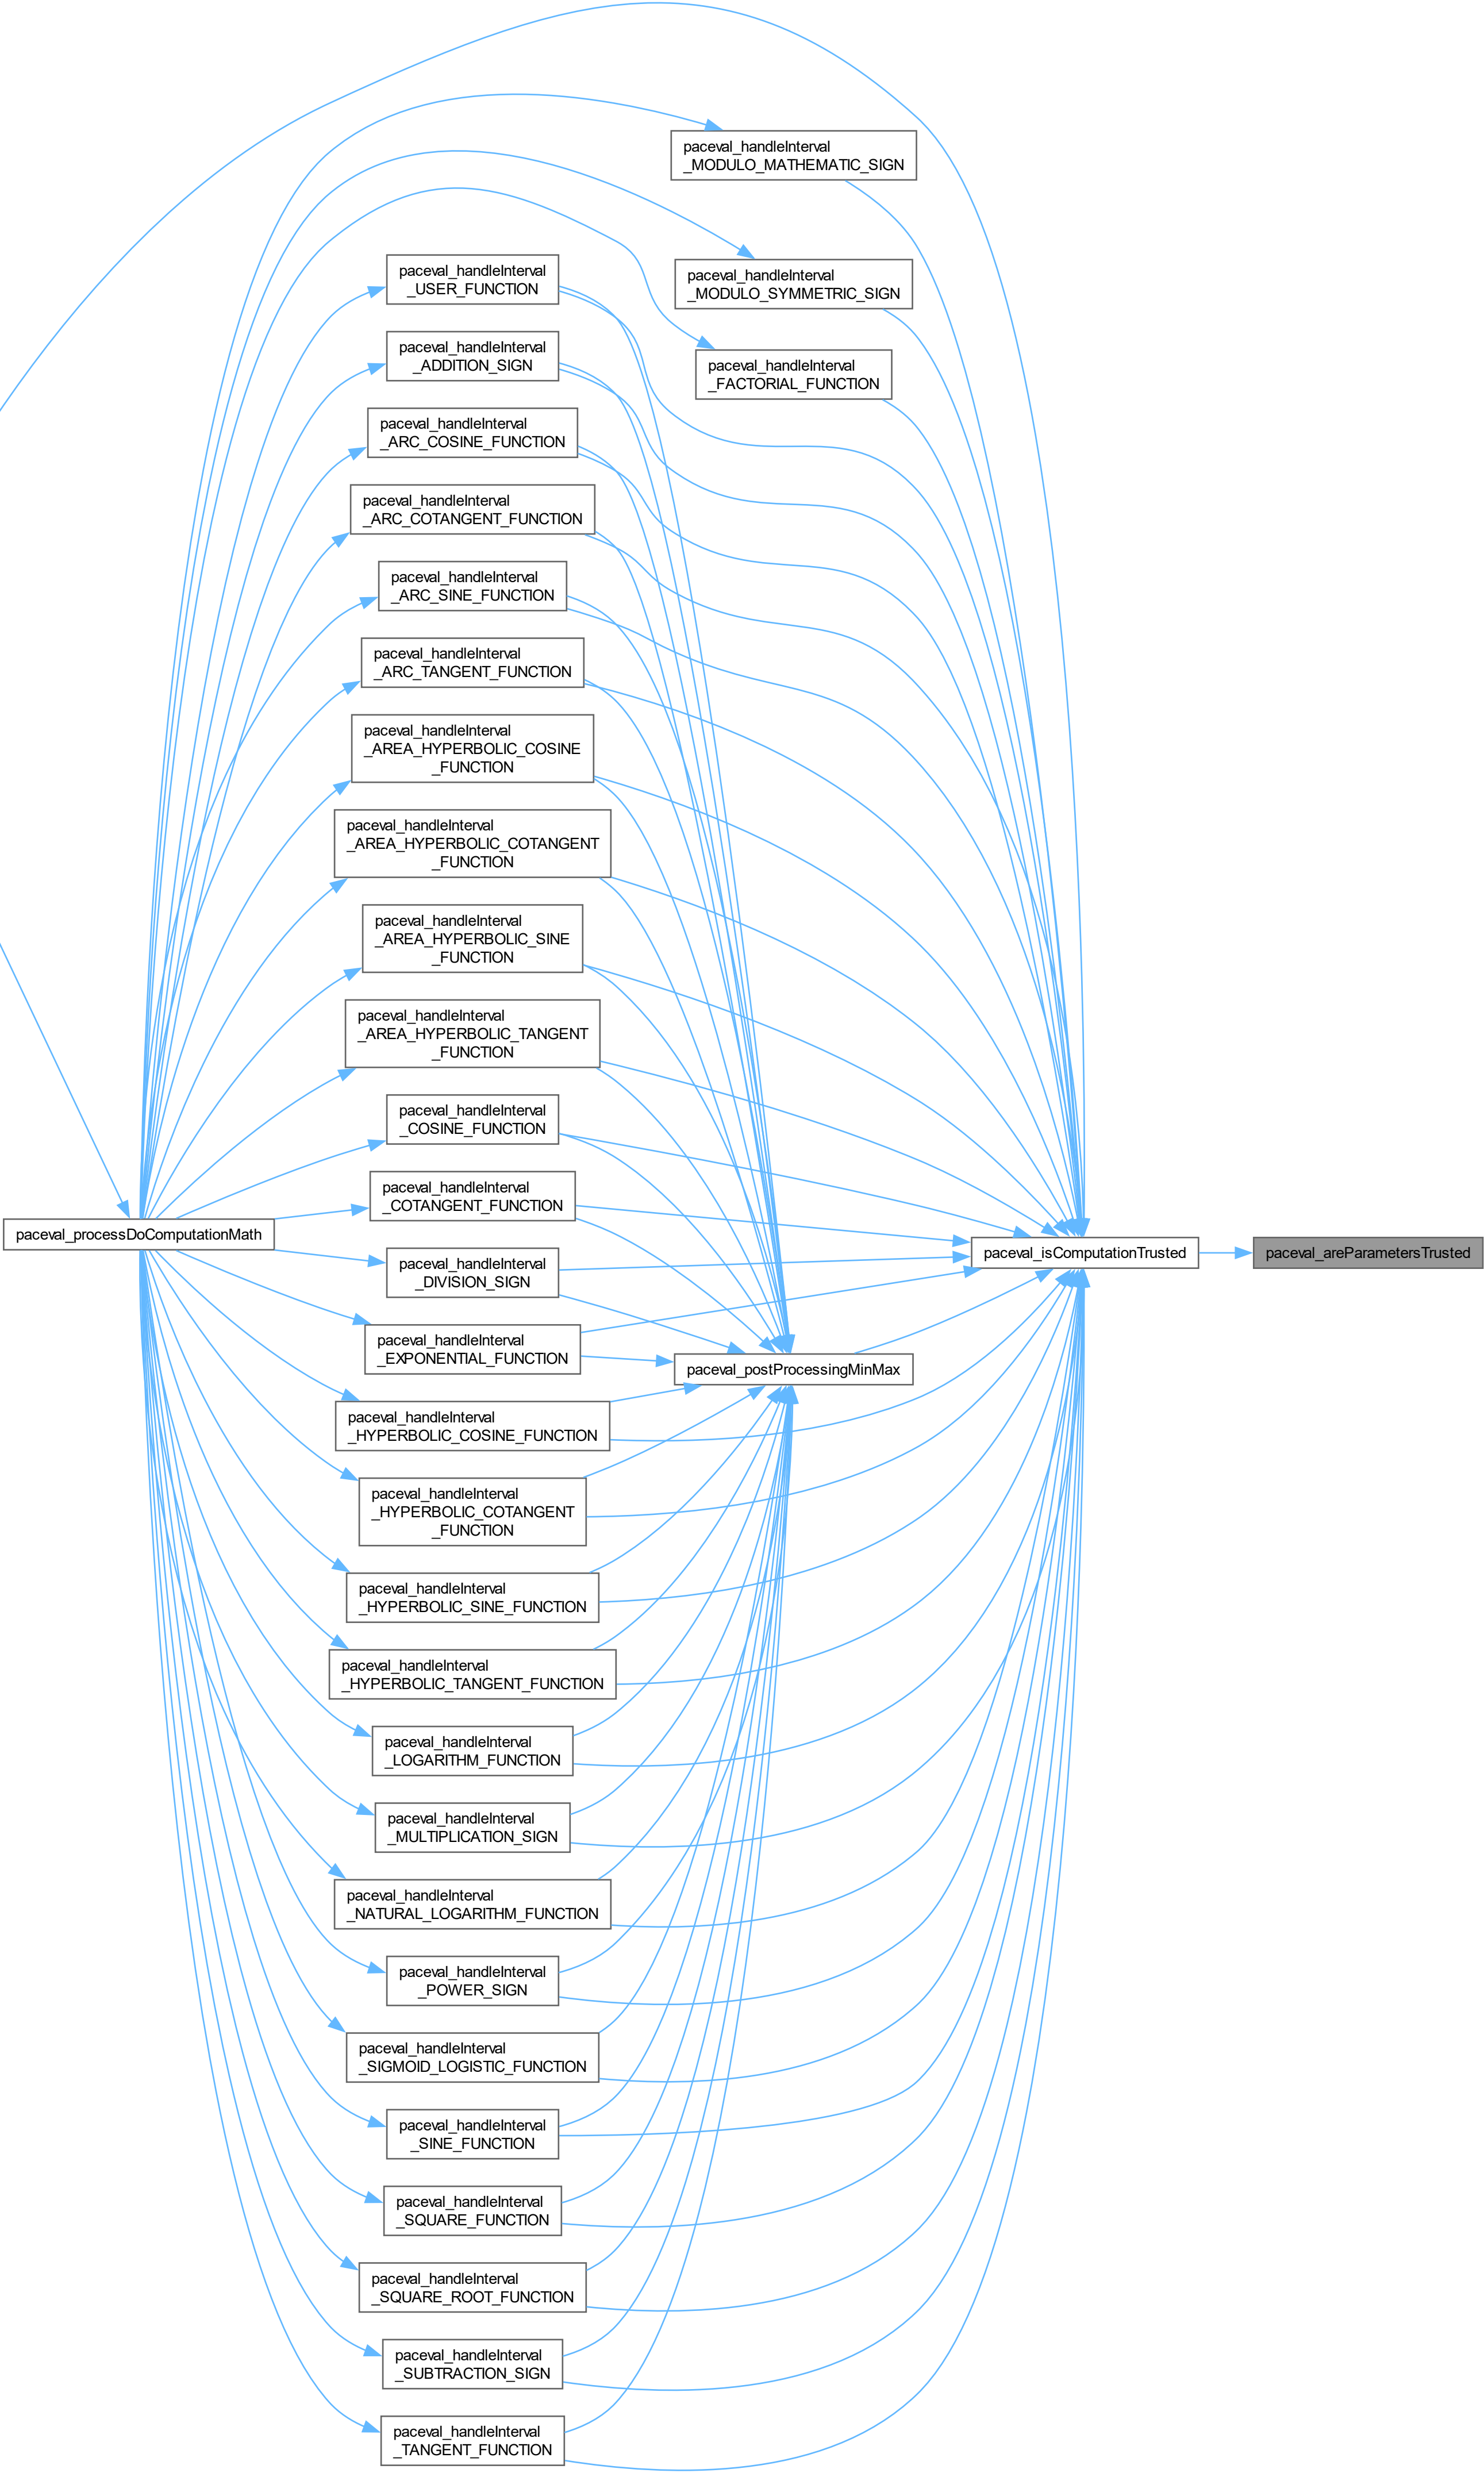 paceval_handleInterval
_MODULO_MATHEMATIC_SIGN
paceval_handleInterval
_MODULO_SYMMETRIC_SIGN
paceval_handleInterval
_USER_FUNCTION
paceval_handleInterval
_ADDITION_SIGN
paceval_handleInterval
_FACTORIAL_FUNCTION
paceval_handleInterval
_ARC_COSINE_FUNCTION
paceval_handleInterval
_ARC_COTANGENT_FUNCTION
paceval_handleInterval
_ARC_SINE_FUNCTION
paceval_handleInterval
_ARC_TANGENT_FUNCTION
paceval_handleInterval
_AREA_HYPERBOLIC_COSINE
_FUNCTION
paceval_handleInterval
_AREA_HYPERBOLIC_COTANGENT
_FUNCTION
paceval_handleInterval
_AREA_HYPERBOLIC_SINE
_FUNCTION
paceval_handleInterval
_AREA_HYPERBOLIC_TANGENT
_FUNCTION
paceval_handleInterval
_COSINE_FUNCTION
paceval_handleInterval
_COTANGENT_FUNCTION
paceval_processDoComputationMath
paceval_isComputationTrusted
paceval_areParametersTrusted
paceval_handleInterval
_DIVISION_SIGN
paceval_handleInterval
_EXPONENTIAL_FUNCTION
paceval_postProcessingMinMax
paceval_handleInterval
_HYPERBOLIC_COSINE_FUNCTION
paceval_handleInterval
_HYPERBOLIC_COTANGENT
_FUNCTION
paceval_handleInterval
_HYPERBOLIC_SINE_FUNCTION
paceval_handleInterval
_HYPERBOLIC_TANGENT_FUNCTION
paceval_handleInterval
_LOGARITHM_FUNCTION
paceval_handleInterval
_MULTIPLICATION_SIGN
paceval_handleInterval
_NATURAL_LOGARITHM_FUNCTION
paceval_handleInterval
_POWER_SIGN
paceval_handleInterval
_SIGMOID_LOGISTIC_FUNCTION
paceval_handleInterval
_SINE_FUNCTION
paceval_handleInterval
_SQUARE_FUNCTION
paceval_handleInterval
_SQUARE_ROOT_FUNCTION
paceval_handleInterval
_SUBTRACTION_SIGN
paceval_handleInterval
_TANGENT_FUNCTION